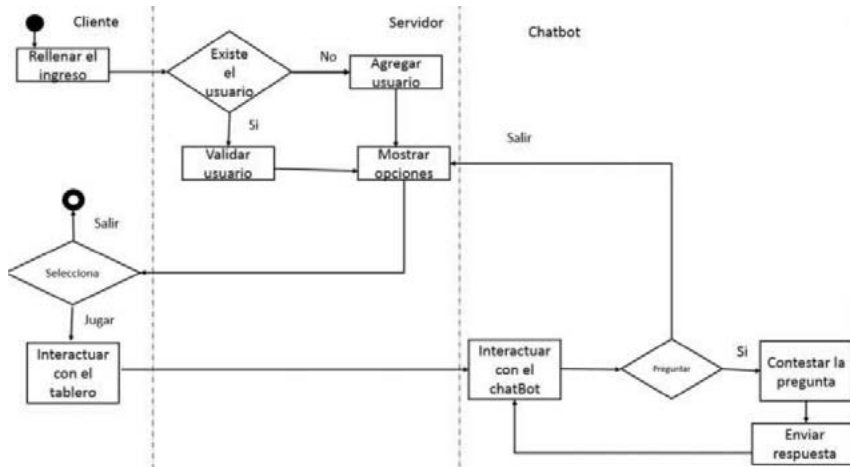 Cliente
Servidor
Chatbot
Rellenar el
ingreso
Existe
el
usuario
No
Agregar
usuario
Si
Validar
usuario
Mostrar
opciones
Salir
Salir
Selecciona
Jugar
Interactuar
con el
tablero
Interactuar
con el
chatBot
Preguntar
Si
Contestar la
pregunta
Enviar
respuesta